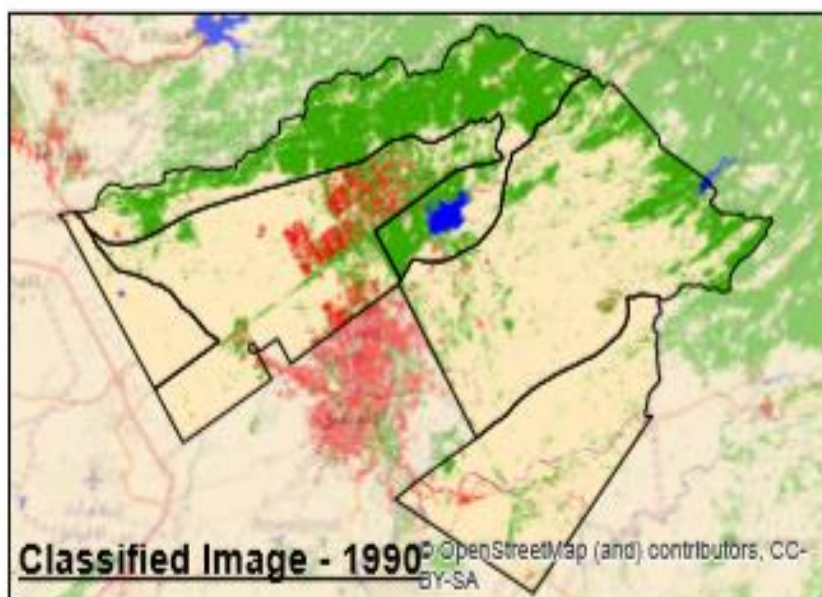 Classified Image - 1990
© OpenStreetMap (and) contributors, CC-
BY-SA